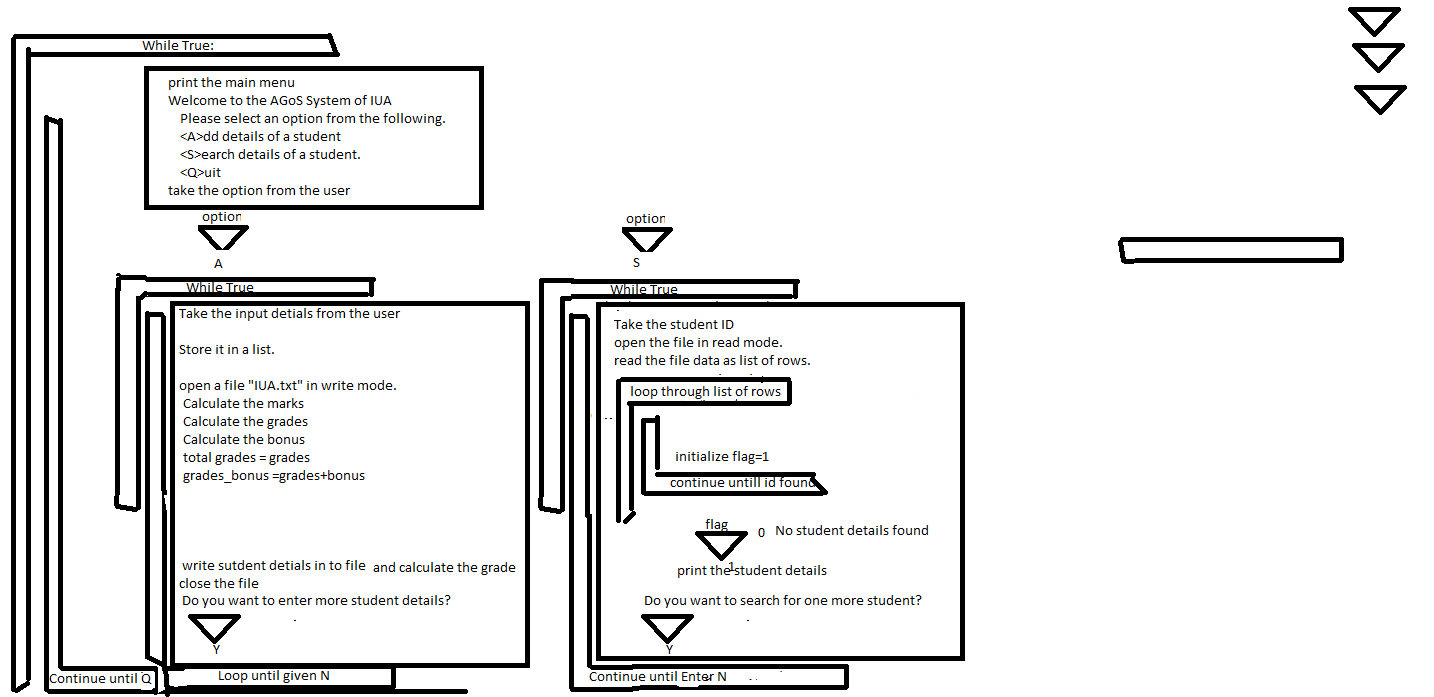 While True:
print the main menu
Welcome to the AGoS System of IUA
Please select an option from the following.
<A>dd details of a student
<S>earch details of a student.
<Q>uit
take the option from the user
option
A
While True
Take the input detials from the user
Store it in a list.
open a file "IUA.txt" in write mode.
Calculate the marks
Calculate the grades
Calculate the bonus
total grades = grades
grades_bonus =grades+bonus
write sutdent detials in to file and calculate the grade
close the file
Do you want to enter more student details?
Y
Loop until given N
Continue until Q
option
S
While True
Take the student ID
open the file in read mode.
read the file data as list of rows.
loop through list of rows
initialize flag=1
continue untill id found
flag
0 No student details found
1
print the student details
Do you want to search for one more student?
Y
Continue until Enter N